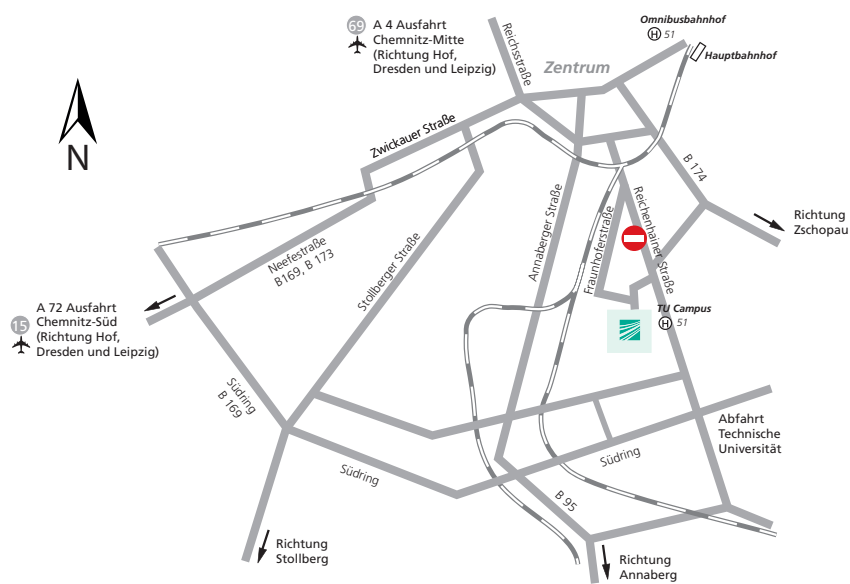 69
A 4 Ausfahrt
Chemnitz-Mitte
(Richtung Hof,
Dresden und Leipzig)
Reichsstraße
Omnibusbahnhof
H 51
Hauptbahnhof
Zentrum
N
Zwickauer Straße
B 174
Richtung
Zschopau
Annaberger Straße
Fraunhoferstraße
Reichenhainer Straße
Neefestraße
B169, B 173
Stollberger Straße
15
A 72 Ausfahrt
Chemnitz-Süd
(Richtung Hof,
Dresden und Leipzig)
TU Campus
H 51
Südring
B 169
Abfahrt
Technische
Universität
Südring
Südring
B 95
Richtung
Stollberg
Richtung
Annaberg